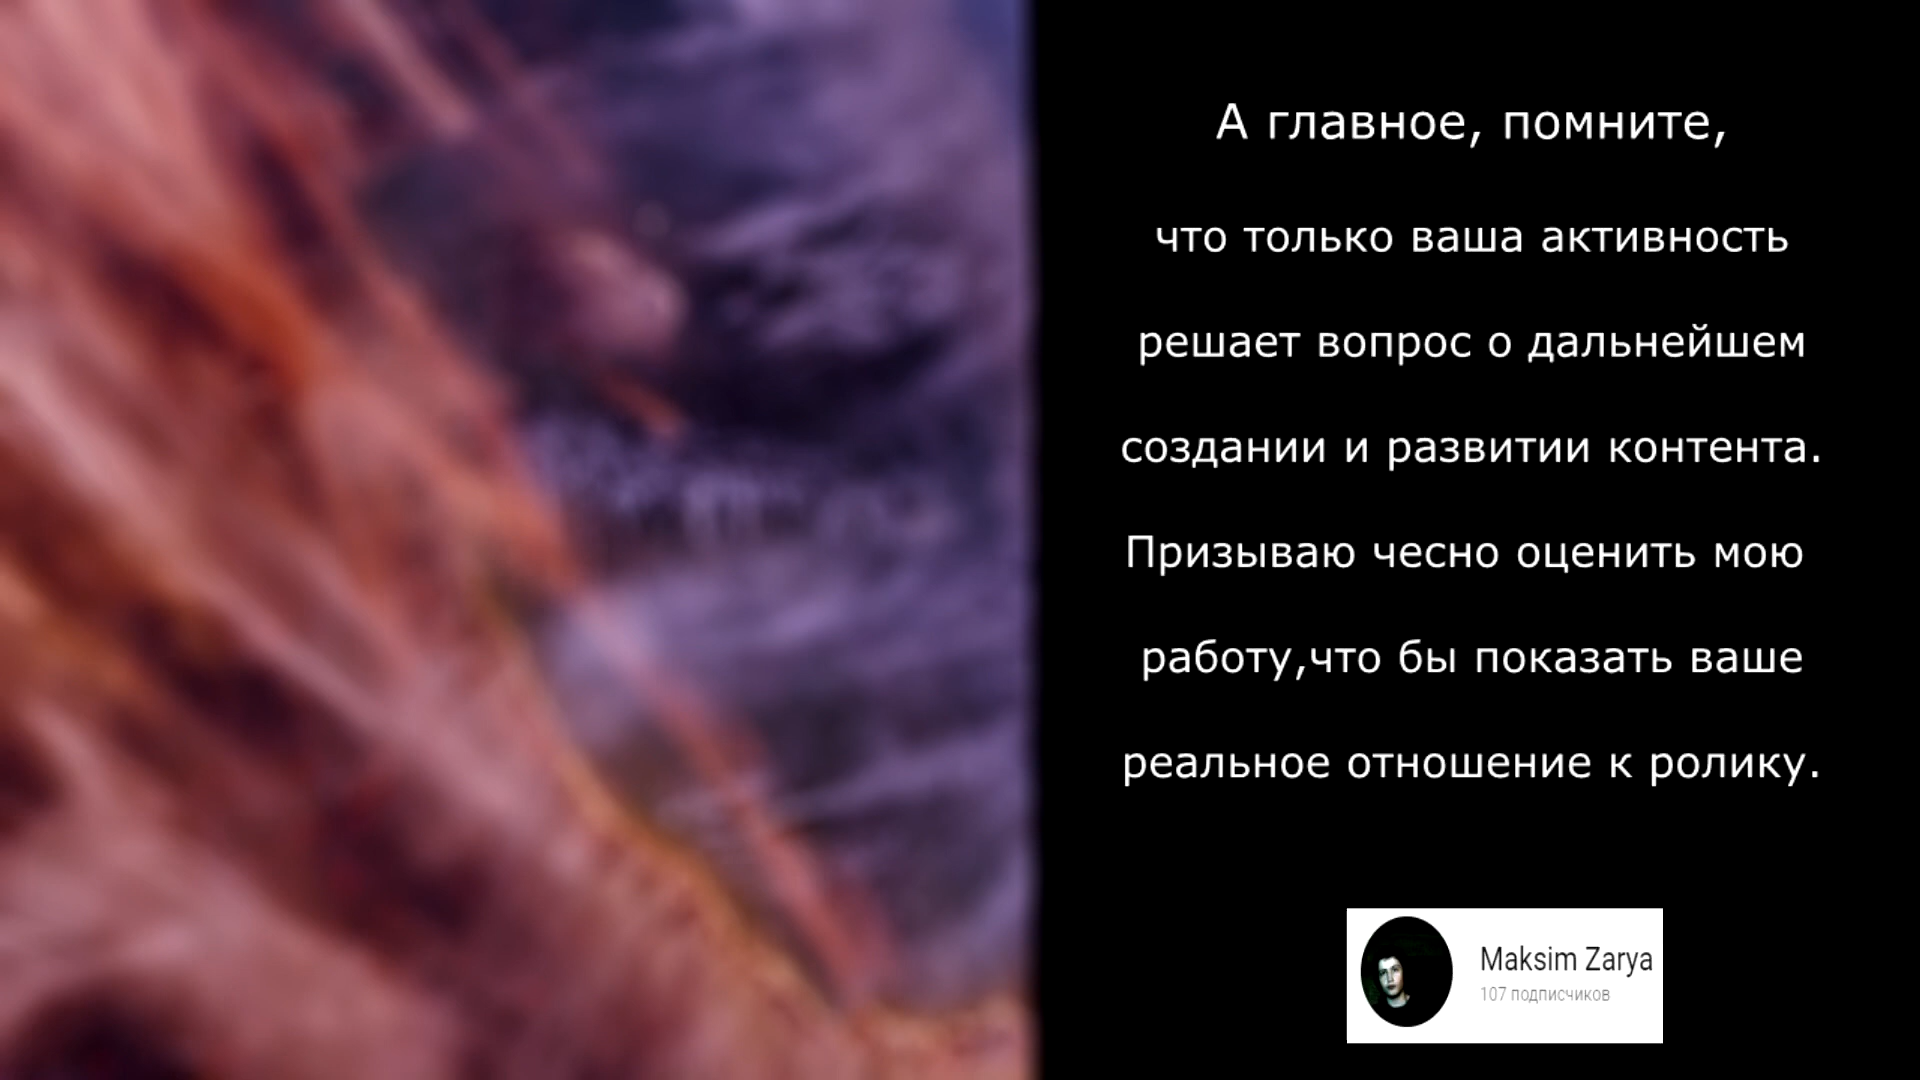 А главное, помните,
что только ваша активность
решает вопрос о дальнейшем
создании и развитии контента.
Призываю чесно оценить мою
работу,что бы показать ваше
реальное отношение к ролику.
Maksim Zarya
107 подписчиков